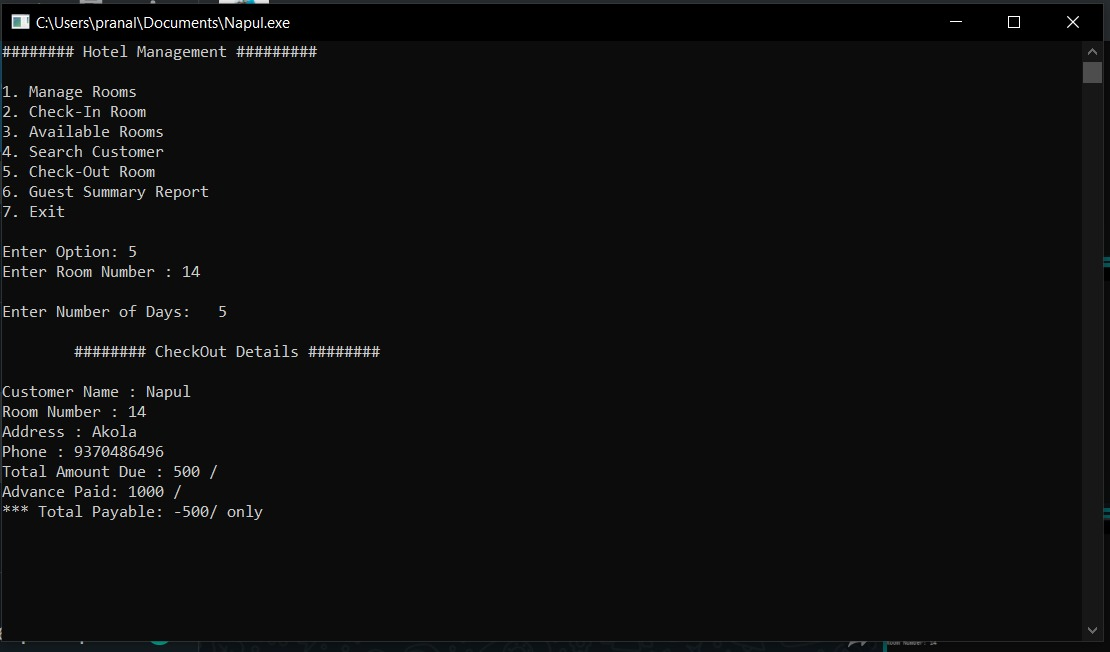 C:\Users\pranal\Documents\Napul.exe
######## Hotel Management #########
1. Manage Rooms
2. Check-In Room
3. Available Rooms
4. Search Customer
5. Check-Out Room
6. Guest Summary Report
7. Exit
Enter Option: 5
Enter Room Number : 14
Enter Number of Days:   5
######## CheckOut Details ########
Customer Name : Napul
Room Number : 14
Address : Akola
Phone : 9370486496
Total Amount Due : 500 /
Advance Paid: 1000 /
*** Total Payable: -500/ only